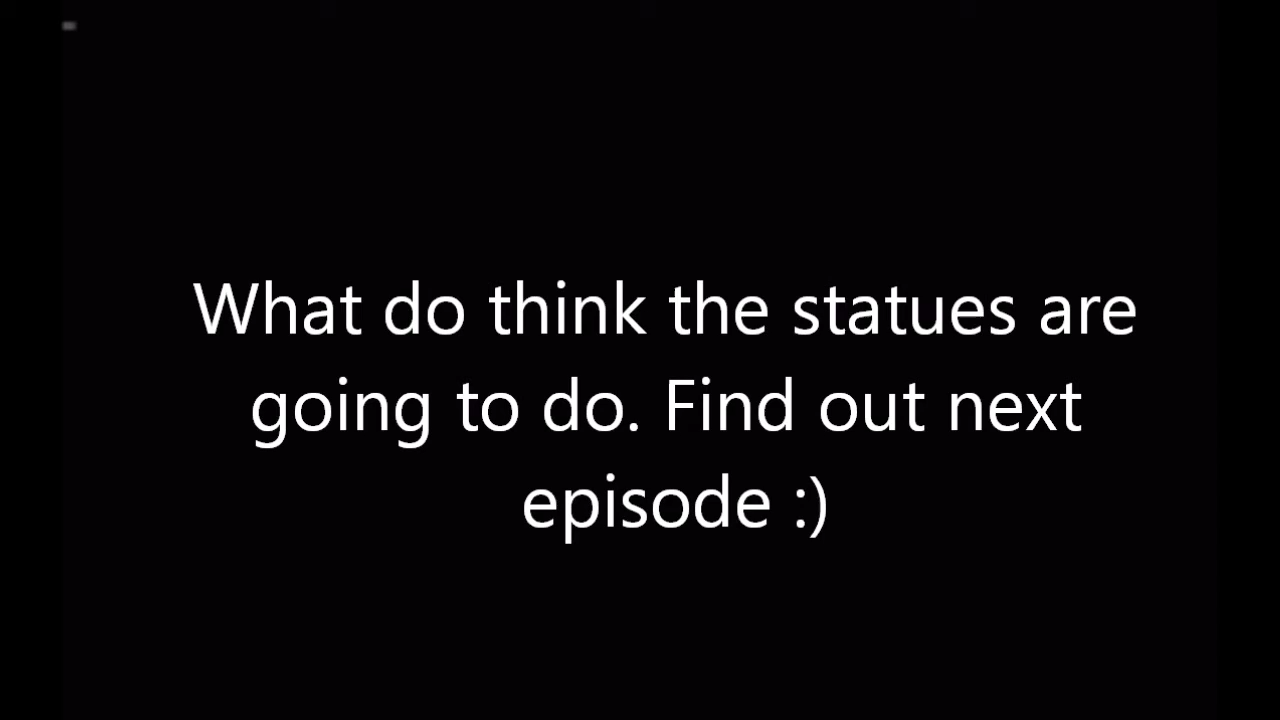 What do think the statues are
going to do. Find out next
episode :)